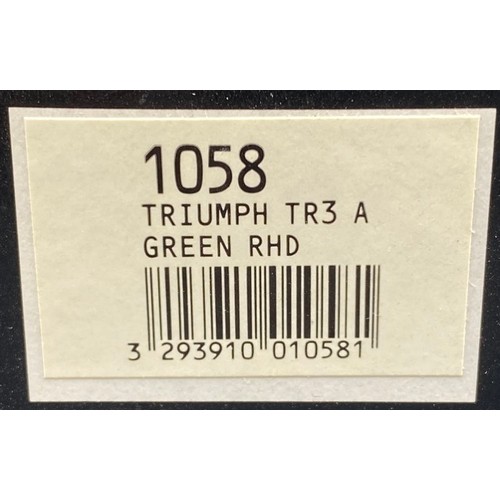 1058
TRIUMPH TR3 A
GREEN RHD
3 293910 010581